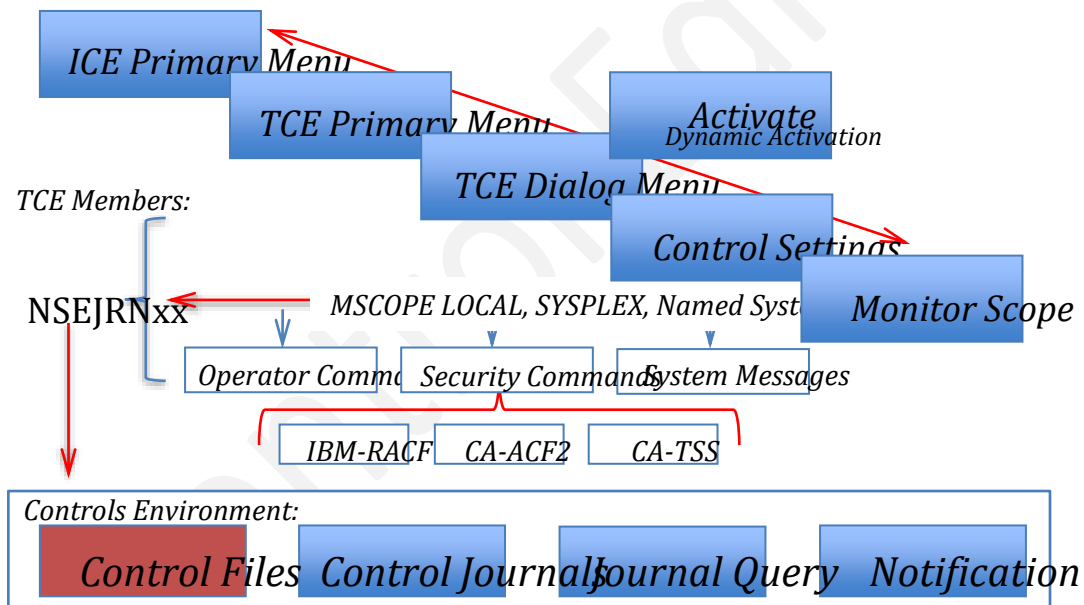 ICE Primary Menu
TCE Primary Menu
Activate
Dynamic Activation
TCE Dialog Menu
TCE Members:
Control Settings
NSEJRNxx
MSCOPE LOCAL, SYSPLEX, Named Syst
Monitor Scope
Operator Comma
Security Commands
System Messages
IBM-RACF
CA-ACF2
CA-TSS
Controls Environment:
Control Files
Control Journals
Journal Query
Notification